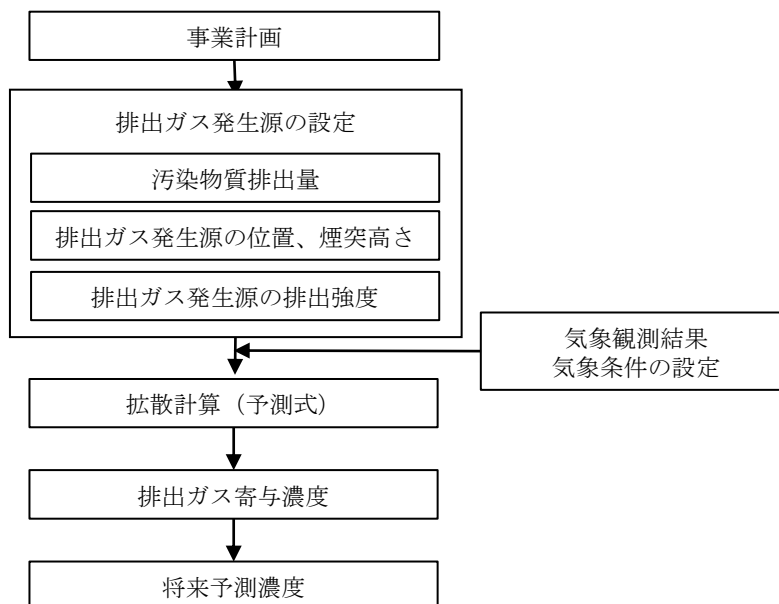 事業計画
排出ガス発生源の設定
汚染物質排出量
排出ガス発生源の位置、煙突高さ
排出ガス発生源の排出強度
気象観測結果
気象条件の設定
拡散計算（予測式）
排出ガス寄与濃度
将来予測濃度